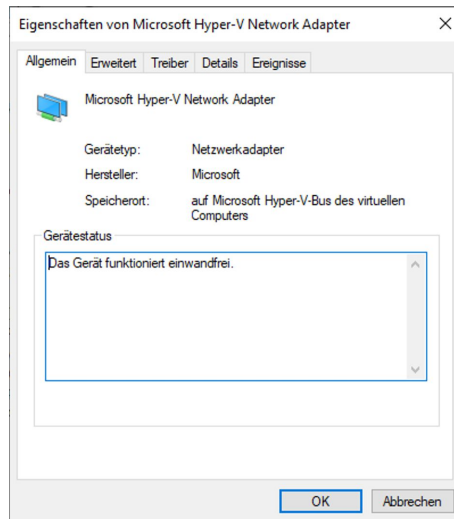 Eigenschaften von Microsoft Hyper-V Network Adapter
Allgemein Erweitert Treiber Details Ereignisse
Microsoft Hyper-V Network Adapter
Gerätetyp: Netzwerkadapter
Hersteller: Microsoft
Speicherort: auf Microsoft Hyper-V-Bus des virtuellen
Computers
Gerätestatus
Das Gerät funktioniert einwandfrei.
OK Abbrechen